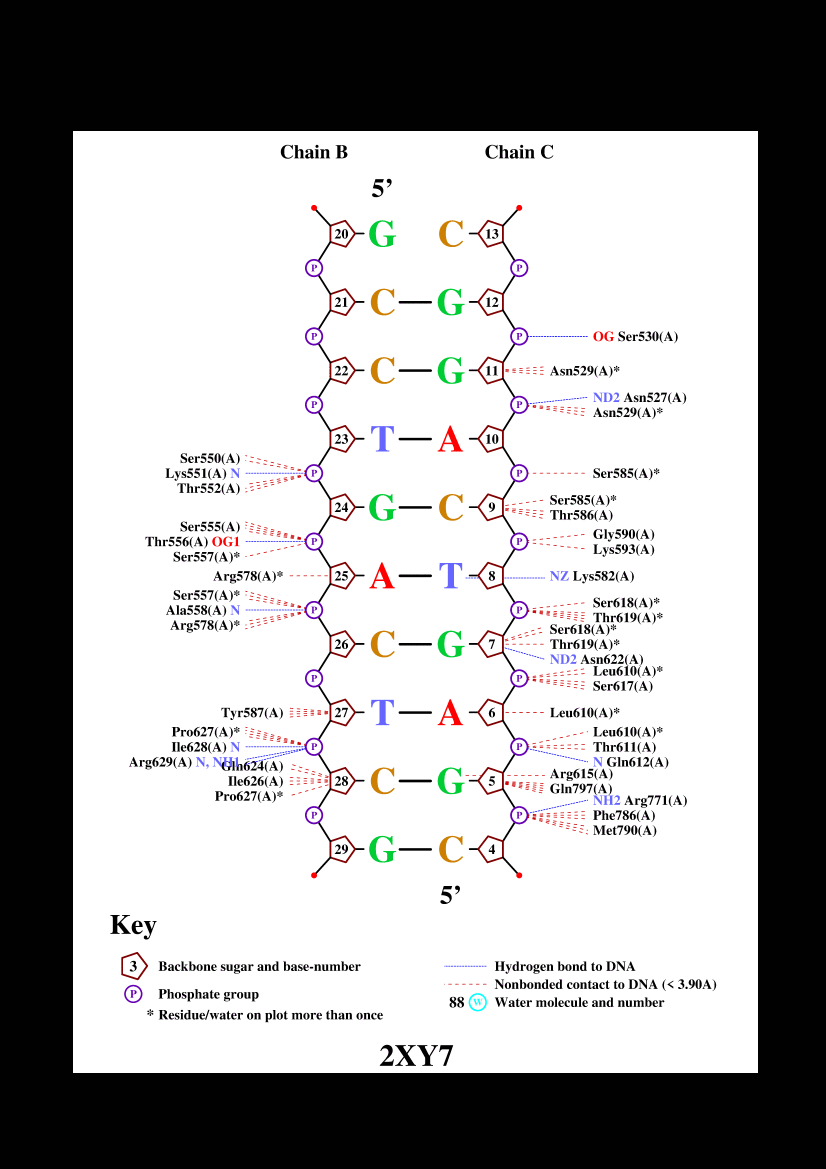 Chain B Chain C
5’
20 G C 13
P P
21 C G 12
P P OG Ser530(A)
22 C G 11 Asn529(A)*
P P ND2 Asn527(A)
Asn529(A)*
23 T A 10
Ser550(A)
Lys551(A) N P P Ser585(A)*
Thr552(A)
24 G C 9 Ser585(A)*
Thr586(A)
Ser555(A) Gly590(A)
Thr556(A) OG1 P P Lys593(A)
Ser557(A)*
Arg578(A)* 25 A T 8 NZ Lys582(A)
Ser557(A)* Ser618(A)*
Ala558(A) N P P Thr619(A)*
Arg578(A)*
Ser618(A)*
26 C G 7 Thr619(A)*
ND2 Asn622(A)
P P Leu610(A)*
Ser617(A)
Tyr587(A) 27 T A 6 Leu610(A)*
Pro627(A)* Leu610(A)*
Ile628(A) N P P Thr611(A)
Arg629(A) N, NH1 N Gln612(A)
Gln624(A) Arg615(A)
Ile626(A) 28 C G 5 Gln797(A)
Pro627(A)*
NH2 Arg771(A)
P P Phe786(A)
Met790(A)
29 G C 4
5’
Key
3 Backbone sugar and base-number
P Phosphate group
* Residue/water on plot more than once
Hydrogen bond to DNA
Nonbonded contact to DNA (< 3.90A)
88 W Water molecule and number
2XY7